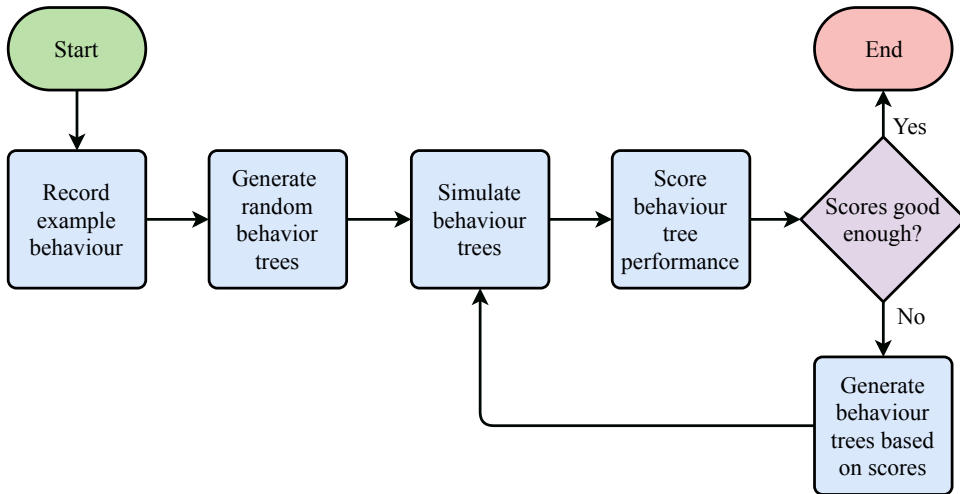 Start
End
Yes
Record
example
behaviour
Generate
random
behavior
trees
Simulate
behaviour
trees
Score
behaviour
tree
performance
Scores good
enough?
No
Generate
behaviour
trees based
on scores